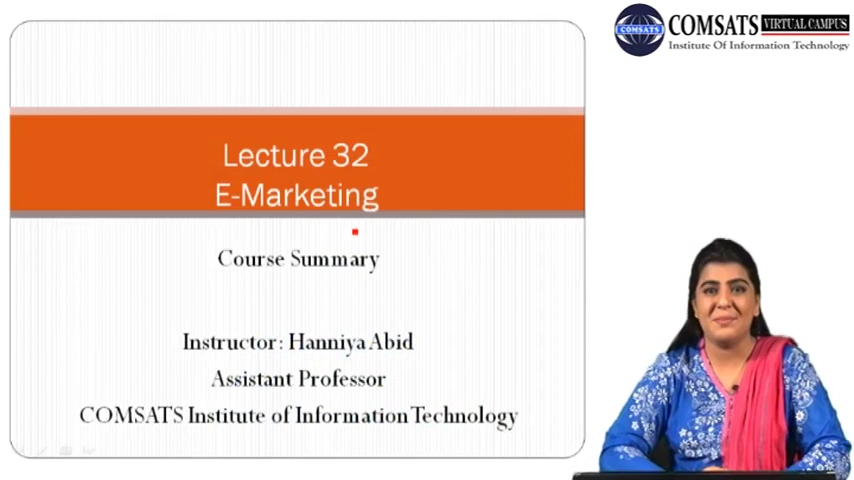 COMSATS
COMSATS VIRTUAL CAMPUS
Institute Of Information Technology
Lecture 32
E-Marketing
Course Summary
Instructor: Hanniya Abid
Assistant Professor
COMSATS Institute of Information Technology